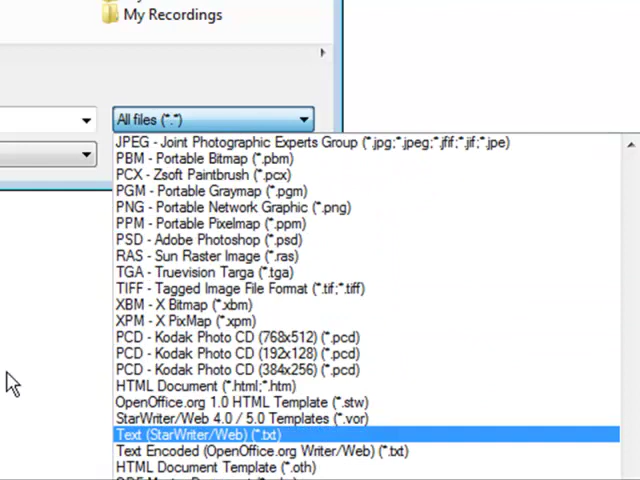 My Recordings
All files (*.*)
JPEG - Joint Photographic Experts Group (*.jpg;*.jpeg;*.jfif;*.jif;*.jpe)
PBM - Portable Bitmap (*.pbm)
PCX - Zsoft Paintbrush (*.pcx)
PGM - Portable Graymap (*.pgm)
PNG - Portable Network Graphic (*.png)
PPM - Portable Pixelmap (*.ppm)
PSD - Adobe Photoshop (*.psd)
RAS - Sun Raster Image (*.ras)
TGA - Truevision Targa (*.tga)
TIFF - Tagged Image File Format (*.tif;*.tiff)
XBM - X Bitmap (*.xbm)
XPM - X PixMap (*.xpm)
PCD - Kodak Photo CD (768x512) (*.pcd)
PCD - Kodak Photo CD (192x128) (*.pcd)
PCD - Kodak Photo CD (384x256) (*.pcd)
HTML Document (*.html;*.htm)
OpenOffice.org 1.0 HTML Template (*.stw)
StarWriter/Web 4.0 / 5.0 Templates (*.vor)
Text (StarWriter/Web) (*.txt)
Text Encoded (OpenOffice.org Writer/Web) (*.txt)
HTML Document Template (*.oth)